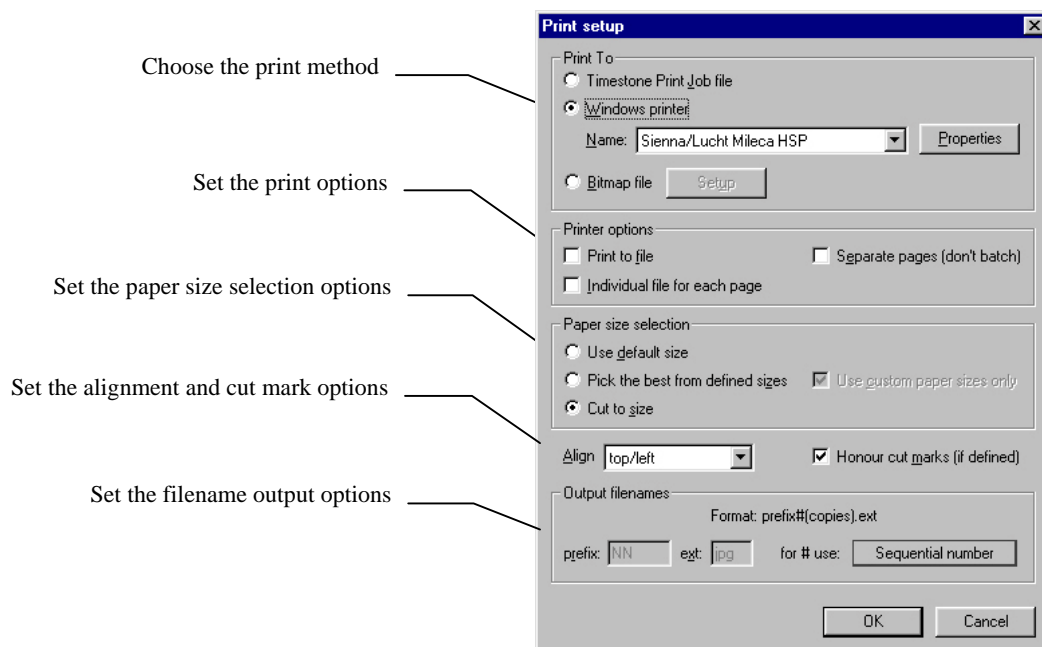 Print setup
Choose the print method
Print To
Timestone Print Job file
Windows printer
Name: Sienna/Lucht Mileca HSP Properties
Set the print options
Bitmap file Setup
Printer options
Print to file Separate pages (don't batch)
Individual file for each page
Set the paper size selection options
Paper size selection
Use default size
Set the alignment and cut mark options
Pick the best from defined sizes Use custom paper sizes only
Cut to size
Align top/left Honour cut marks (if defined)
Set the filename output options
Output filenames
Format: prefix#(copies).ext
prefix: NN ext: jpg for # use: Sequential number
OK Cancel